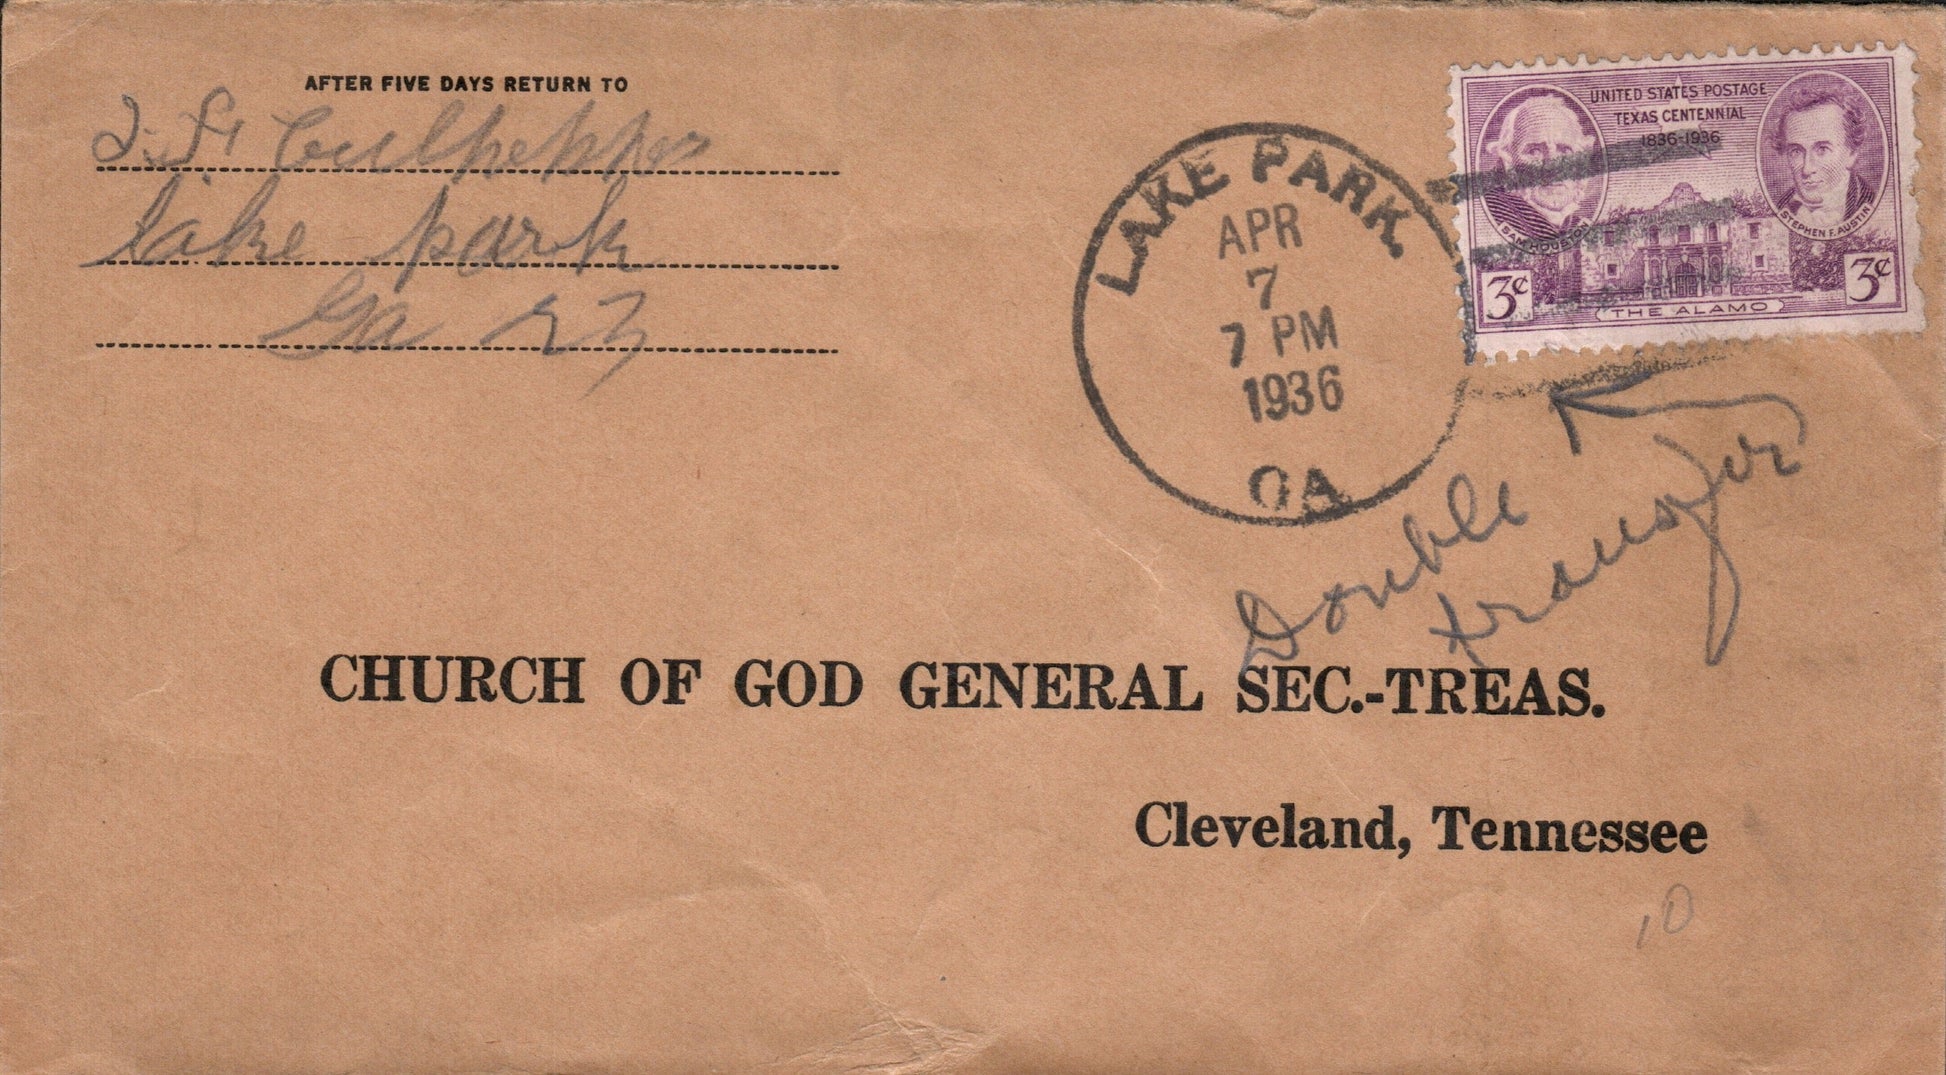 AFTER FIVE DAYS RETURN TO
Culpepper
lake park
Ga
LAKE PARK,
APR
7
7 PM
1936
GA
UNITED STATES POSTAGE
TEXAS CENTENNIAL
1836-1936
SAM HOUSTON
STEPHEN F. AUSTIN
3¢
3¢
THE ALAMO
Double
transfer
CHURCH OF GOD GENERAL SEC.-TREAS.
Cleveland, Tennessee
10